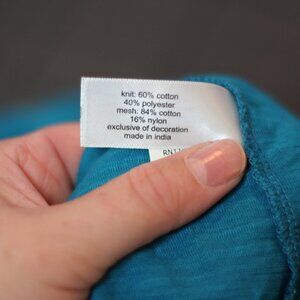 knit: 60% cotton
40% polyester
mesh: 84% cotton
16% nylon
exclusive of decoration
made in india